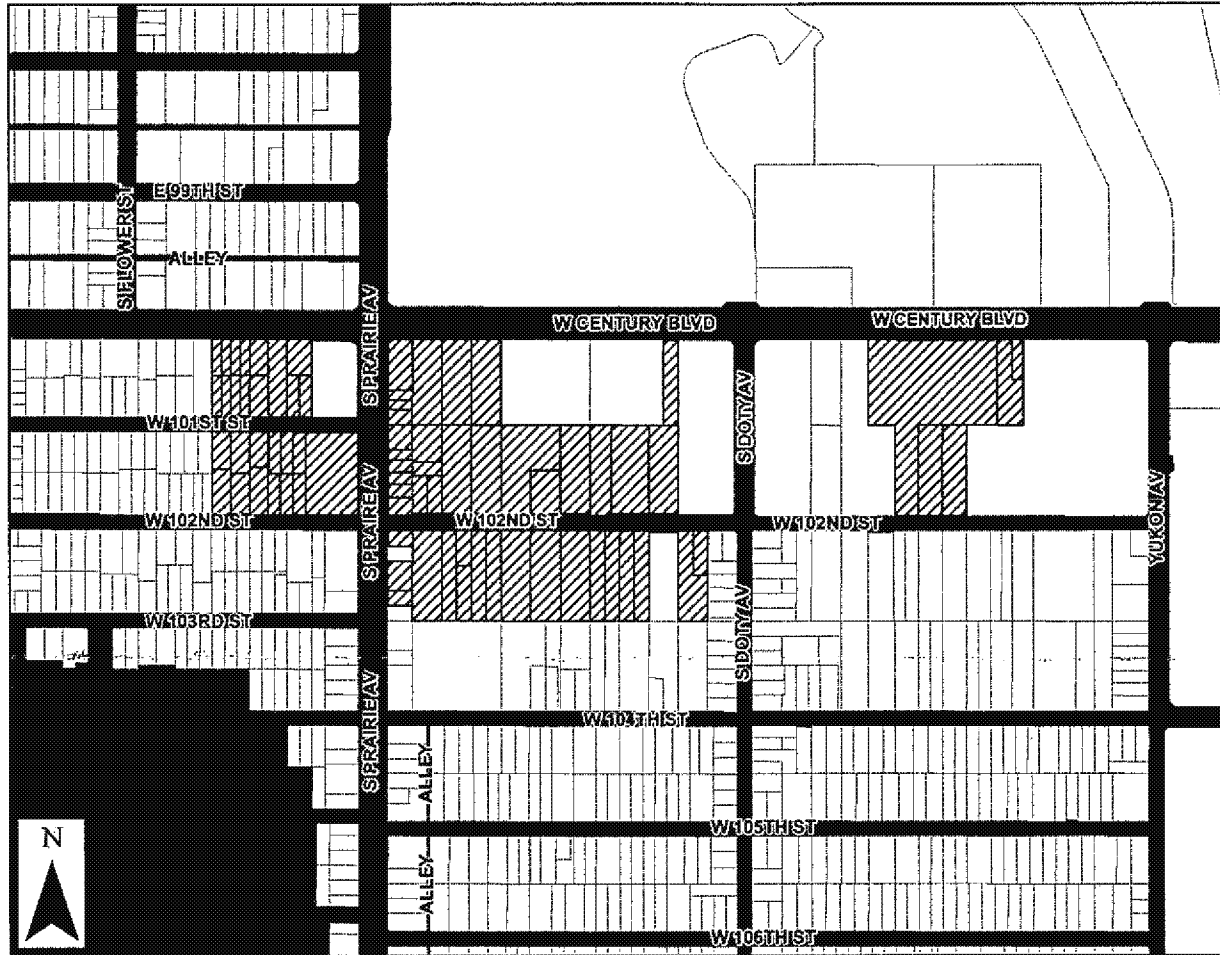 S FLOWER ST
E 99TH ST
ALLEY
S PRAIRIE AV
W CENTURY BLVD
W CENTURY BLVD
W 101ST ST
S DOTY AV
S PRAIRE AV
W 102ND ST
W 102ND ST
W 102ND ST
YUKON AV
W 103RD ST
S DOTY AV
S PRAIRIE AV
W 104TH ST
ALLEY
W 105TH ST
N
ALLEY
W 106TH ST